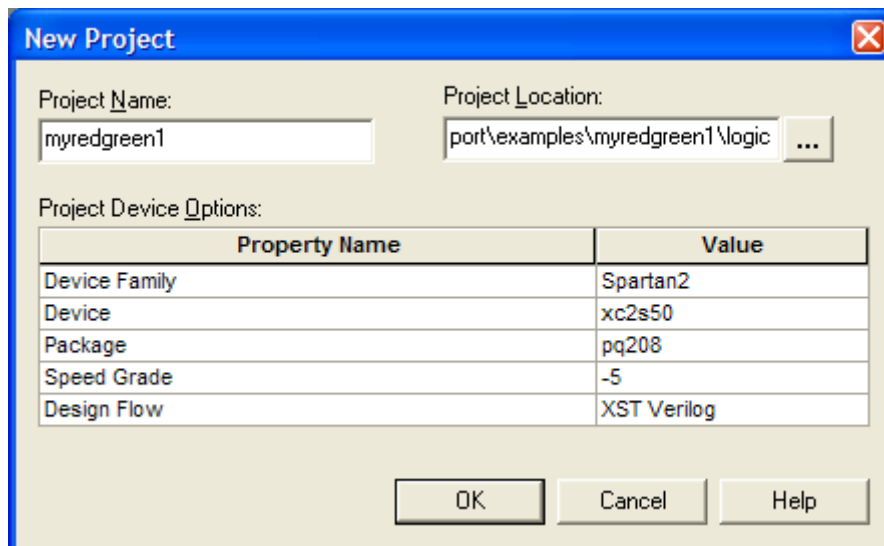 New Project
Project Name:
Project Location:
myredgreen1
port\examples\myredgreen1\logic
...
Project Device Options:
Property Name Value
Device Family Spartan2
Device xc2s50
Package pq208
Speed Grade -5
Design Flow XST Verilog
OK Cancel Help